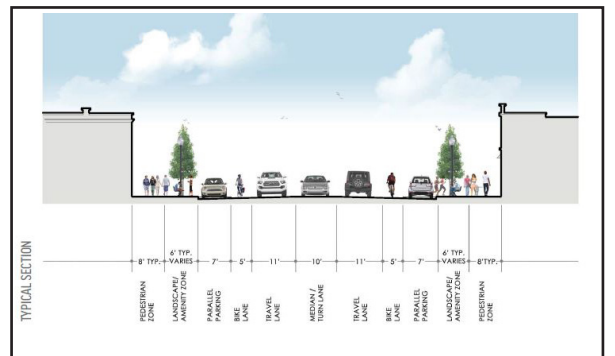 TYPICAL SECTION
8' TYP.
6' TYP.
VARIES
7'
5'
11'
10'
11'
5'
7'
6' TYP.
VARIES
8'TYP.
PEDESTRIAN
ZONE
LANDSCAPE/
AMENITY ZONE
PARALLEL
PARKING
BIKE
LANE
TRAVEL
LANE
MEDIAN /
TURN LANE
TRAVEL
LANE
BIKE
LANE
PARALLEL
PARKING
LANDSCAPE/
AMENITY ZONE
PEDESTRIAN
ZONE